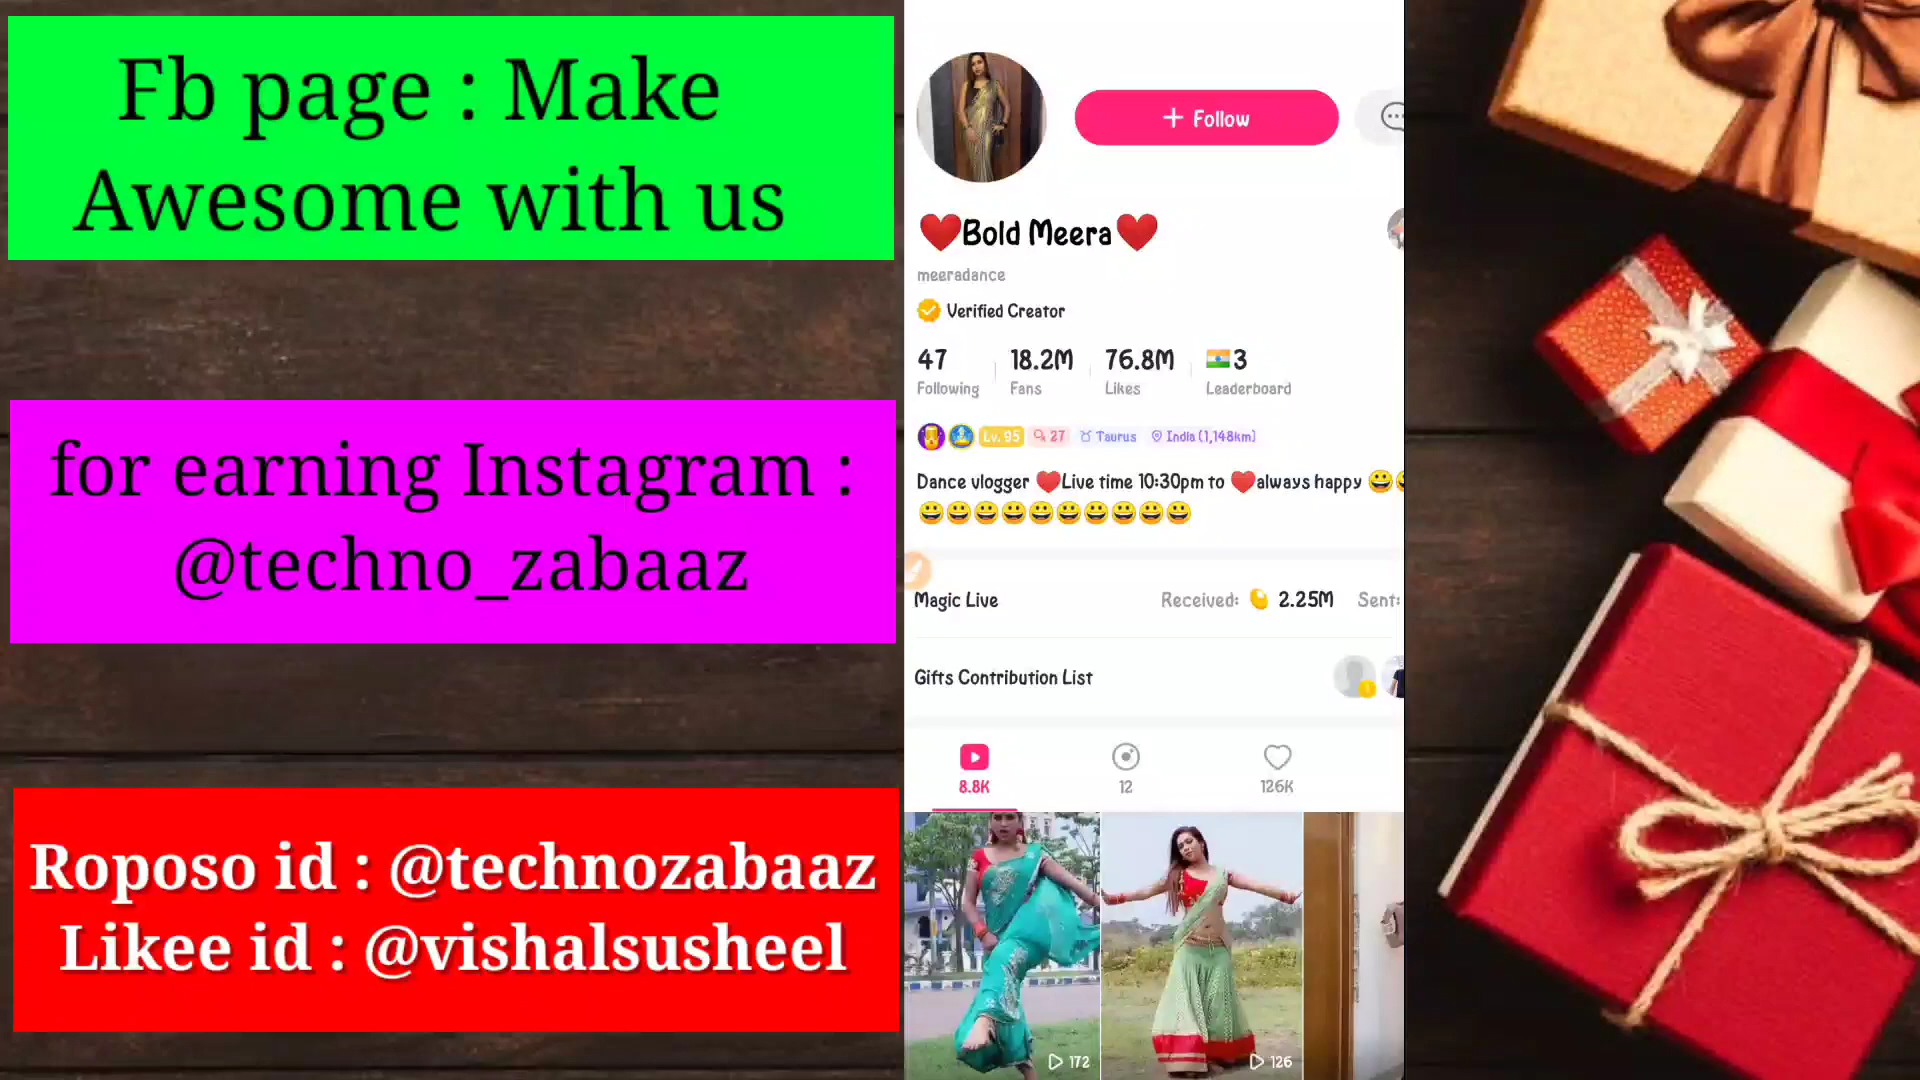 Fb page : Make
Awesome with us
for earning Instagram :
@techno_zabaaz
Roposo id : @technozabaaz
Likee id : @vishalsusheel
+ Follow
❤️Bold Meera❤️
meeradance
Verified Creator
47 18.2M 76.8M 🇮🇳3
Following Fans Likes Leaderboard
Lv. 95 27 Taurus India (1,148km)
Dance vlogger ❤️Live time 10:30pm to ❤️always happy 😀😀
😀😀😀😀😀😀😀😀😀😀
Magic Live Received: 2.25M Sent:
Gifts Contribution List
8.8K 12 126K
172 126